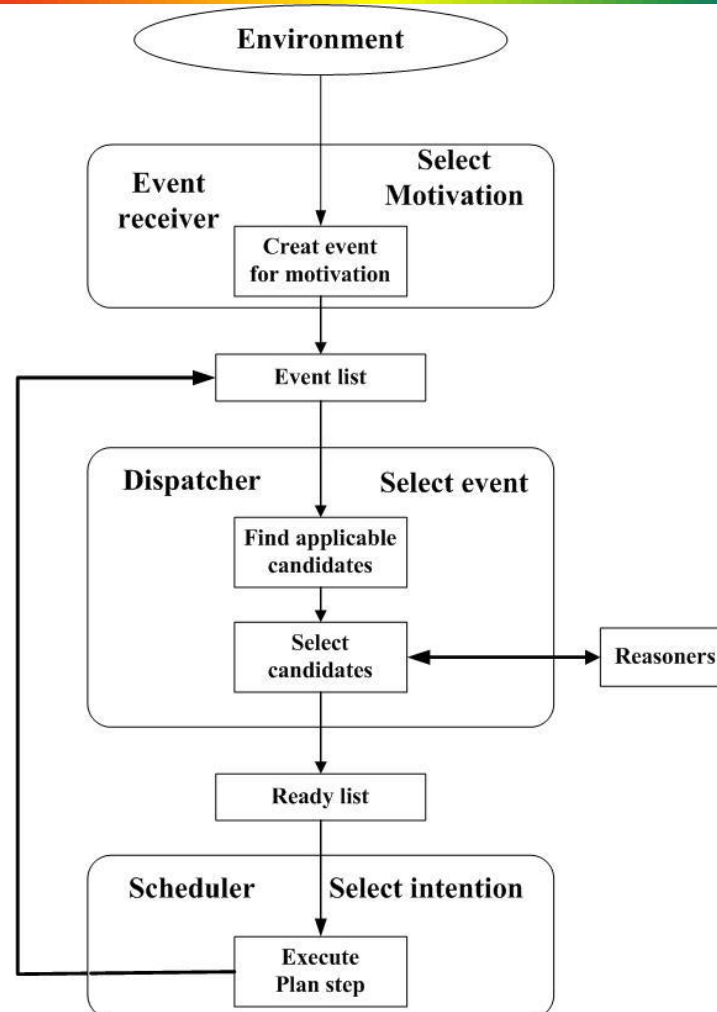 Environment
Event
receiver
Select
Motivation
Creat event
for motivation
Event list
Dispatcher
Select event
Find applicable
candidates
Select
candidates
Reasoners
Ready list
Scheduler
Select intention
Execute
Plan step